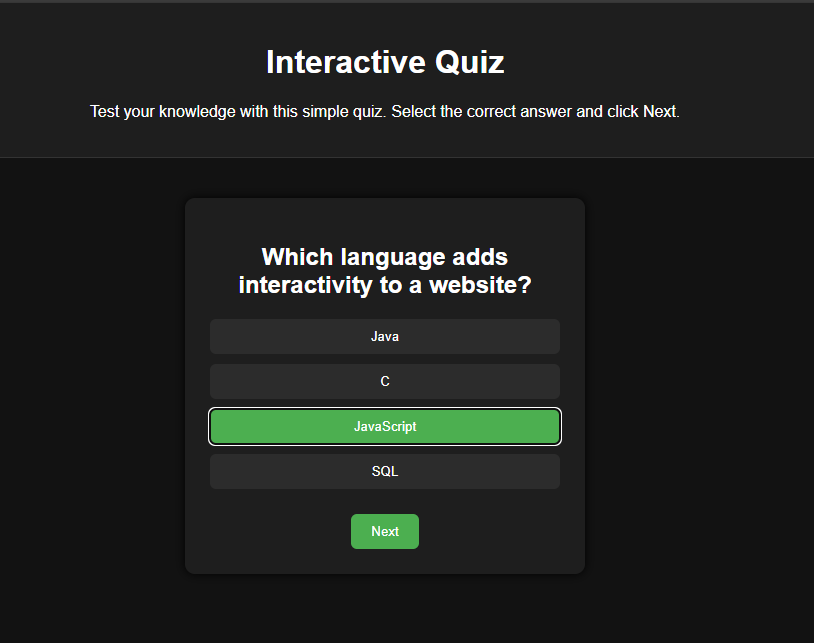 Interactive Quiz
Test your knowledge with this simple quiz. Select the correct answer and click Next.
Which language adds
interactivity to a website?
Java
C
JavaScript
SQL
Next